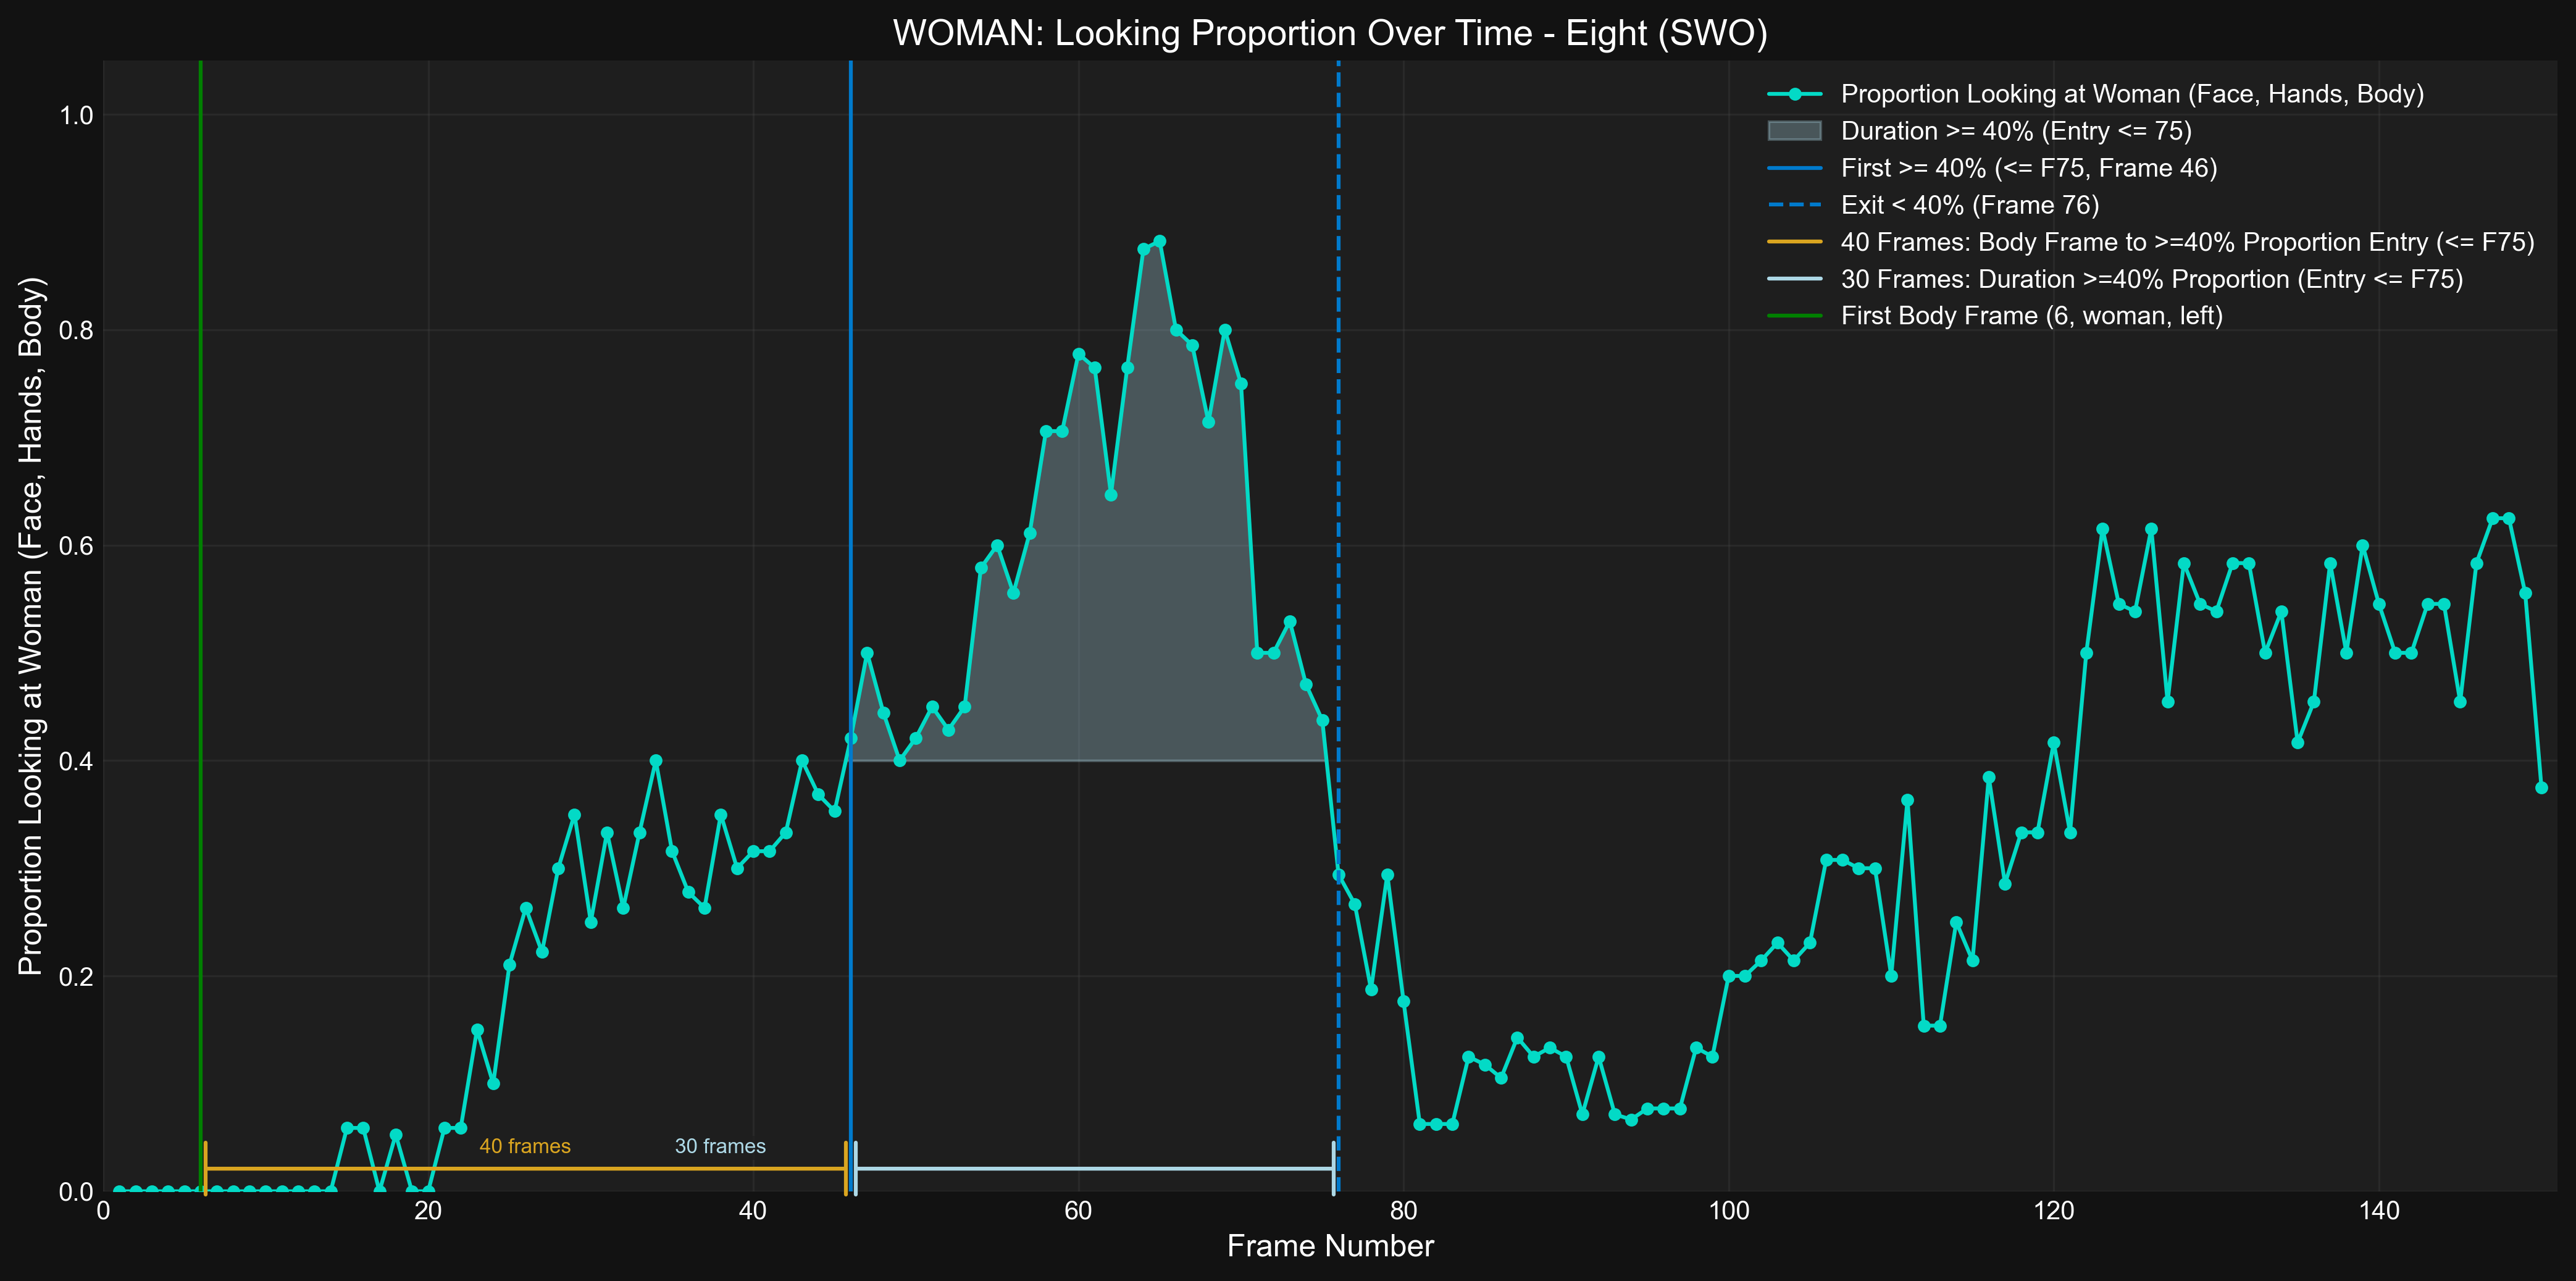 WOMAN: Looking Proportion Over Time - Eight (SWO)
Proportion Looking at Woman (Face, Hands, Body)
1.0
0.8
0.6
0.4
0.2
0.0
Proportion Looking at Woman (Face, Hands, Body)
Duration >= 40% (Entry <= 75)
First >= 40% (<= F75, Frame 46)
Exit < 40% (Frame 76)
40 Frames: Body Frame to >=40% Proportion Entry (<= F75)
30 Frames: Duration >=40% Proportion (Entry <= F75)
First Body Frame (6, woman, left)
40 frames
30 frames
0 20 40 60 80 100 120 140
Frame Number